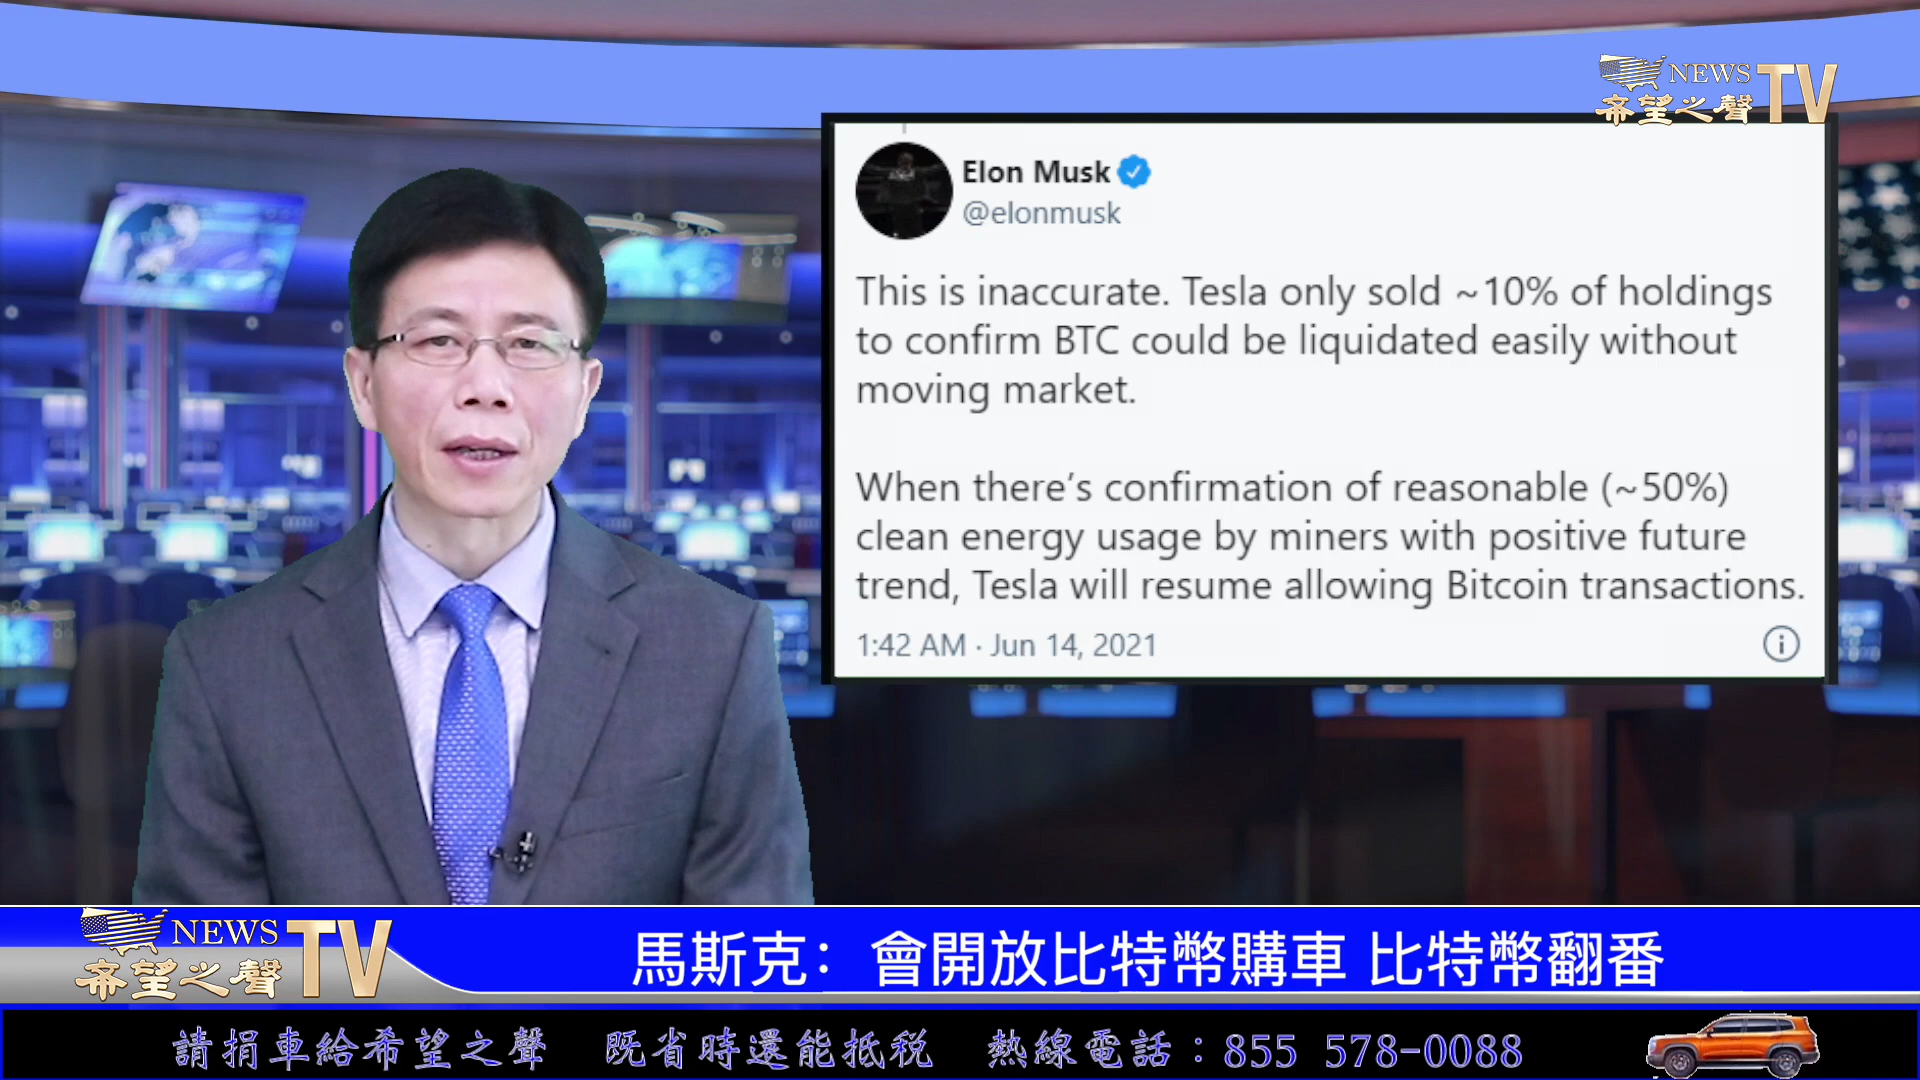 NEWS
希望之聲TV
Elon Musk
@elonmusk
This is inaccurate. Tesla only sold ~10% of holdings
to confirm BTC could be liquidated easily without
moving market.
When there’s confirmation of reasonable (~50%)
clean energy usage by miners with positive future
trend, Tesla will resume allowing Bitcoin transactions.
1:42 AM · Jun 14, 2021
NEWS
希望之聲TV
馬斯克：會開放比特幣購車 比特幣翻番
請捐車給希望之聲 既省時還能抵税 熱線電話：855 578-0088